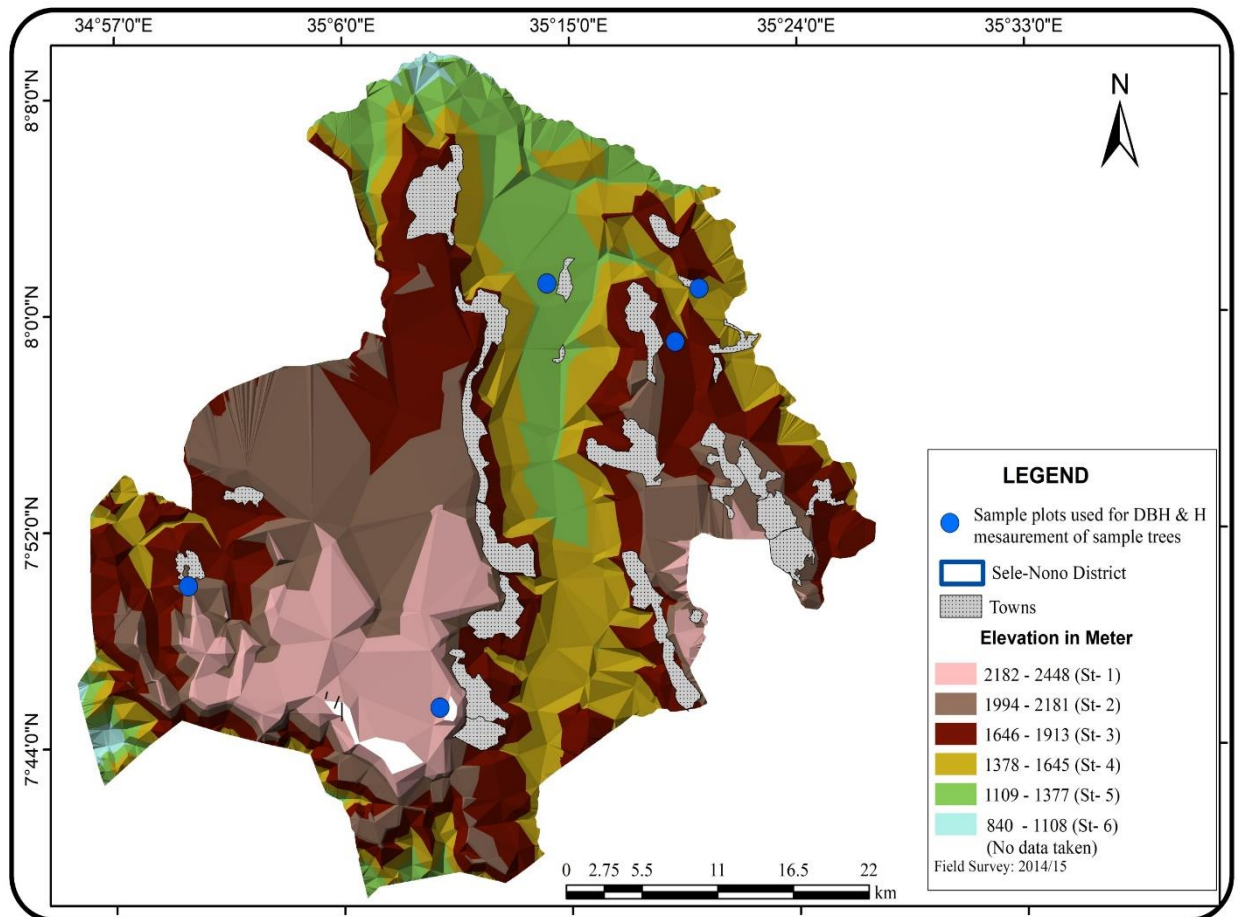 34°57'0"E 35°6'0"E 35°15'0"E 35°24'0"E 35°33'0"E
N
8°8'0"N
8°0'0"N
7°52'0"N
7°44'0"N
LEGEND
Sample plots used for DBH & H
mesaurement of sample trees
Sele-Nono District
Towns
Elevation in Meter
2182 - 2448 (St- 1)
1994 - 2181 (St- 2)
1646 - 1913 (St- 3)
1378 - 1645 (St- 4)
1109 - 1377 (St- 5)
840 - 1108 (St- 6)
(No data taken)
Field Survey: 2014/15
0 2.75 5.5 11 16.5 22
km